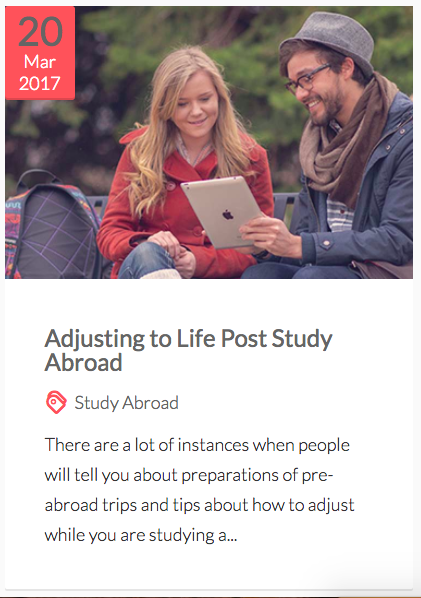 20
Mar
2017
Adjusting to Life Post Study
Abroad
Study Abroad
There are a lot of instances when people
will tell you about preparations of pre-
abroad trips and tips about how to adjust
while you are studying a...